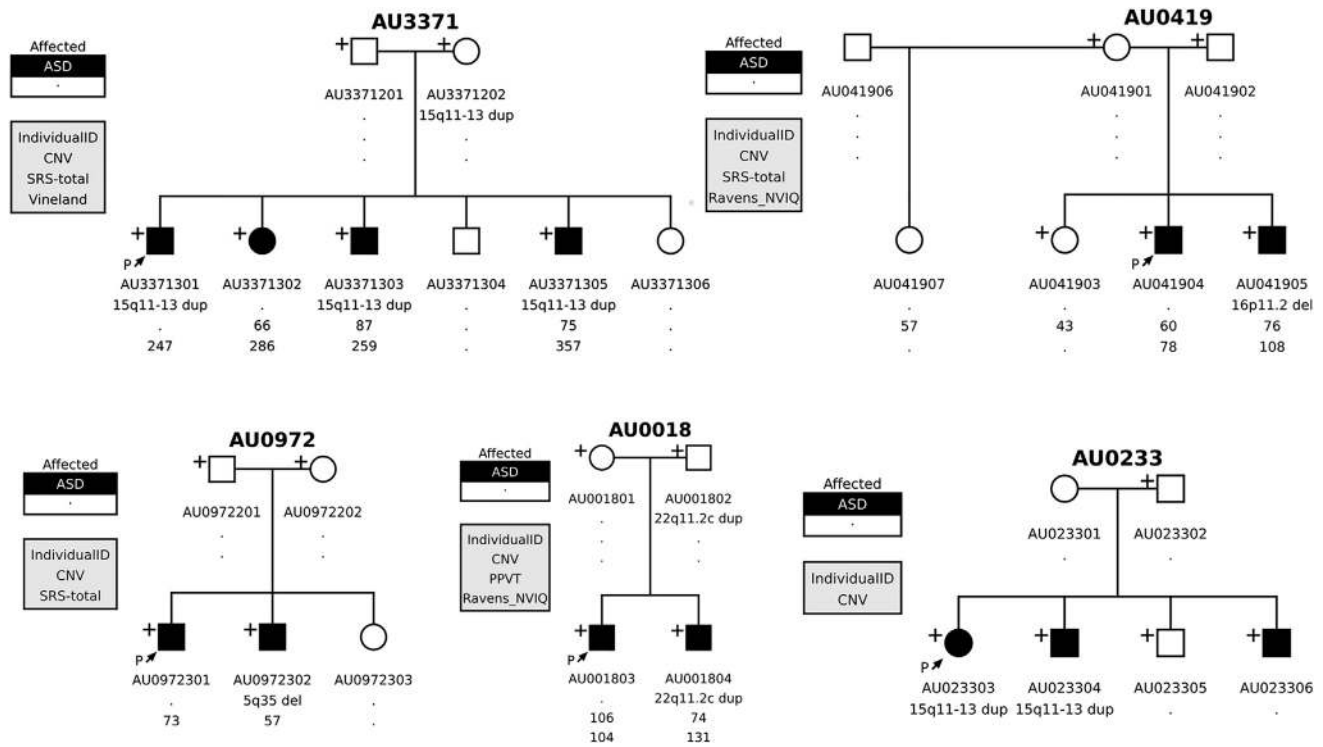 AU3371
Affected
ASD
.
IndividualID
CNV
SRS-total
Vineland
+ +
AU3371201 AU3371202
. 15q11-13 dup
. .
. .
+ + + +
P
AU3371301 AU3371302 AU3371303 AU3371304 AU3371305 AU3371306
15q11-13 dup . 15q11-13 dup . 15q11-13 dup .
. 66 87 . 75 .
247 286 259 . 357 .
AU0419
Affected
ASD
.
IndividualID
CNV
SRS-total
Ravens_NVIQ
+ +
AU041906 AU041901 AU041902
. . .
. . .
. . .
+ + +
P
AU041907 AU041903 AU041904 AU041905
. . . 16p11.2 del
57 43 60 76
. . 78 108
AU0972
Affected
ASD
.
IndividualID
CNV
SRS-total
+ +
AU0972201 AU0972202
. .
. .
+ +
P
AU0972301 AU0972302 AU0972303
. 5q35 del .
73 57 .
AU0018
Affected
ASD
.
IndividualID
CNV
PPVT
Ravens_NVIQ
+ +
AU001801 AU001802
. 22q11.2c dup
. .
. .
+ +
P
AU001803 AU001804
. 22q11.2c dup
106 74
104 131
AU0233
Affected
ASD
.
IndividualID
CNV
+
AU023301 AU023302
. .
+ + + +
P
AU023303 AU023304 AU023305 AU023306
15q11-13 dup 15q11-13 dup . .